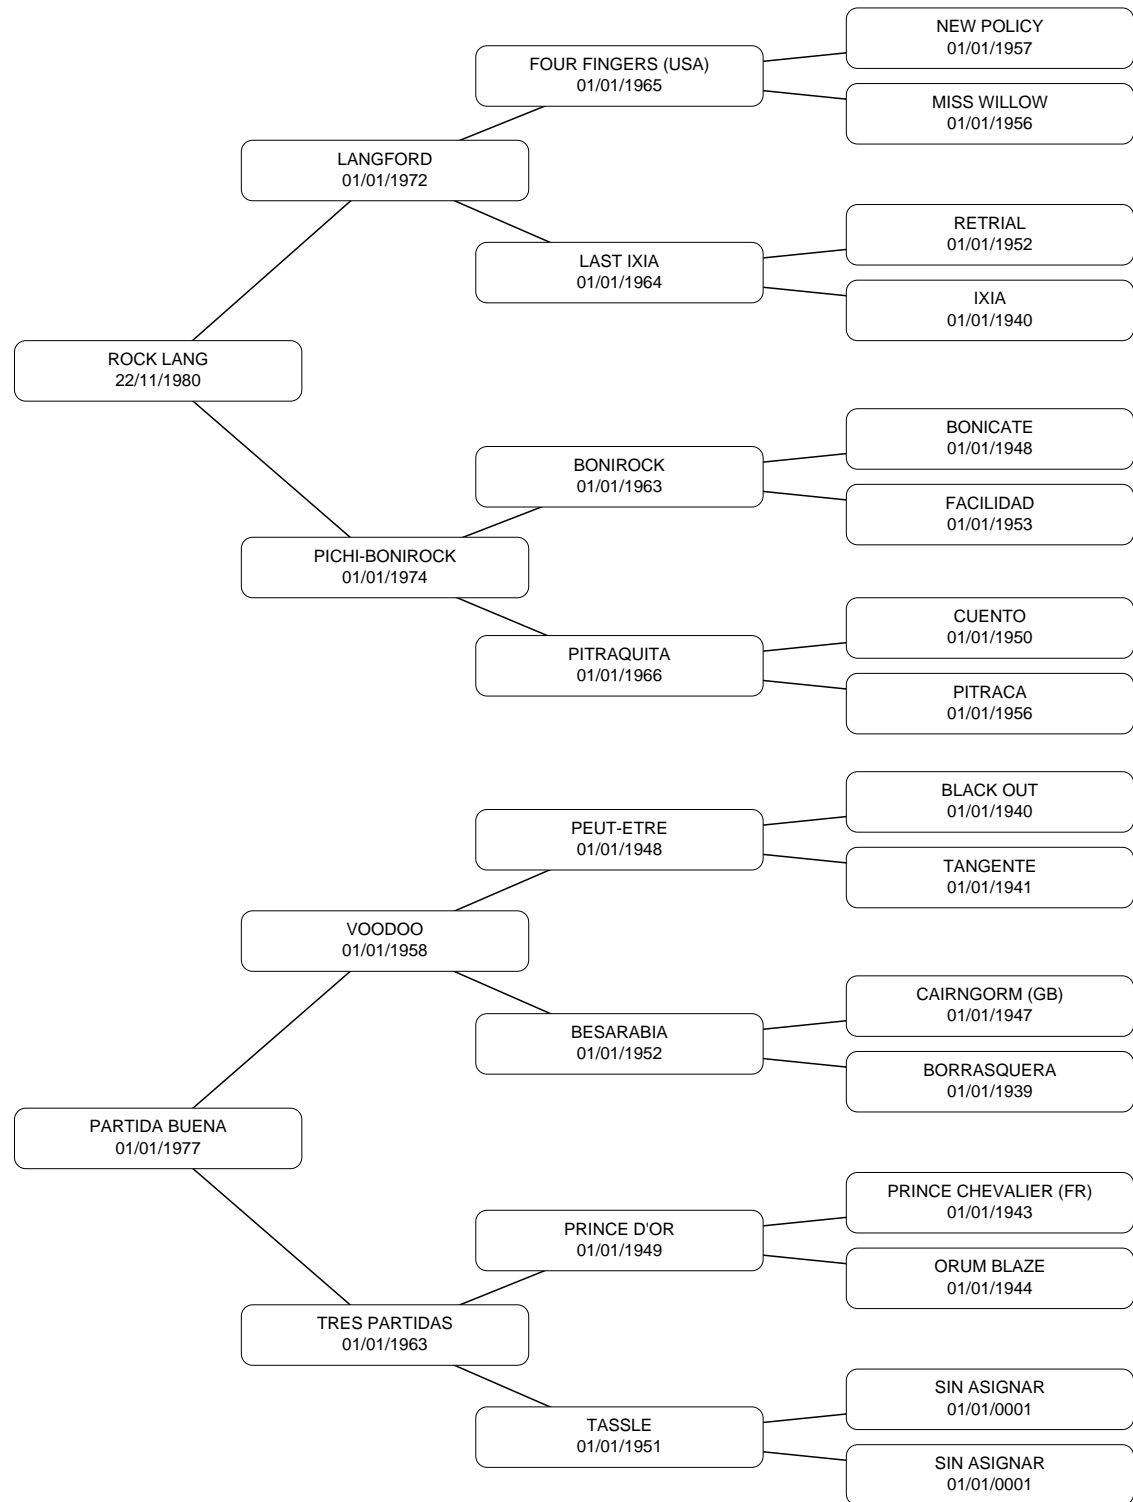 NEW POLICY
01/01/1957
FOUR FINGERS (USA)
01/01/1965
MISS WILLOW
01/01/1956
LANGFORD
01/01/1972
RETRIAL
01/01/1952
LAST IXIA
01/01/1964
IXIA
01/01/1940
ROCK LANG
22/11/1980
BONICATE
01/01/1948
BONIROCK
01/01/1963
FACILIDAD
01/01/1953
PICHI-BONIROCK
01/01/1974
CUENTO
01/01/1950
PITRAQUITA
01/01/1966
PITRACA
01/01/1956
BLACK OUT
01/01/1940
PEUT-ETRE
01/01/1948
TANGENTE
01/01/1941
VOODOO
01/01/1958
CAIRNGORM (GB)
01/01/1947
BESARABIA
01/01/1952
BORRASQUERA
01/01/1939
PARTIDA BUENA
01/01/1977
PRINCE CHEVALIER (FR)
01/01/1943
PRINCE D'OR
01/01/1949
ORUM BLAZE
01/01/1944
TRES PARTIDAS
01/01/1963
SIN ASIGNAR
01/01/0001
TASSLE
01/01/1951
SIN ASIGNAR
01/01/0001